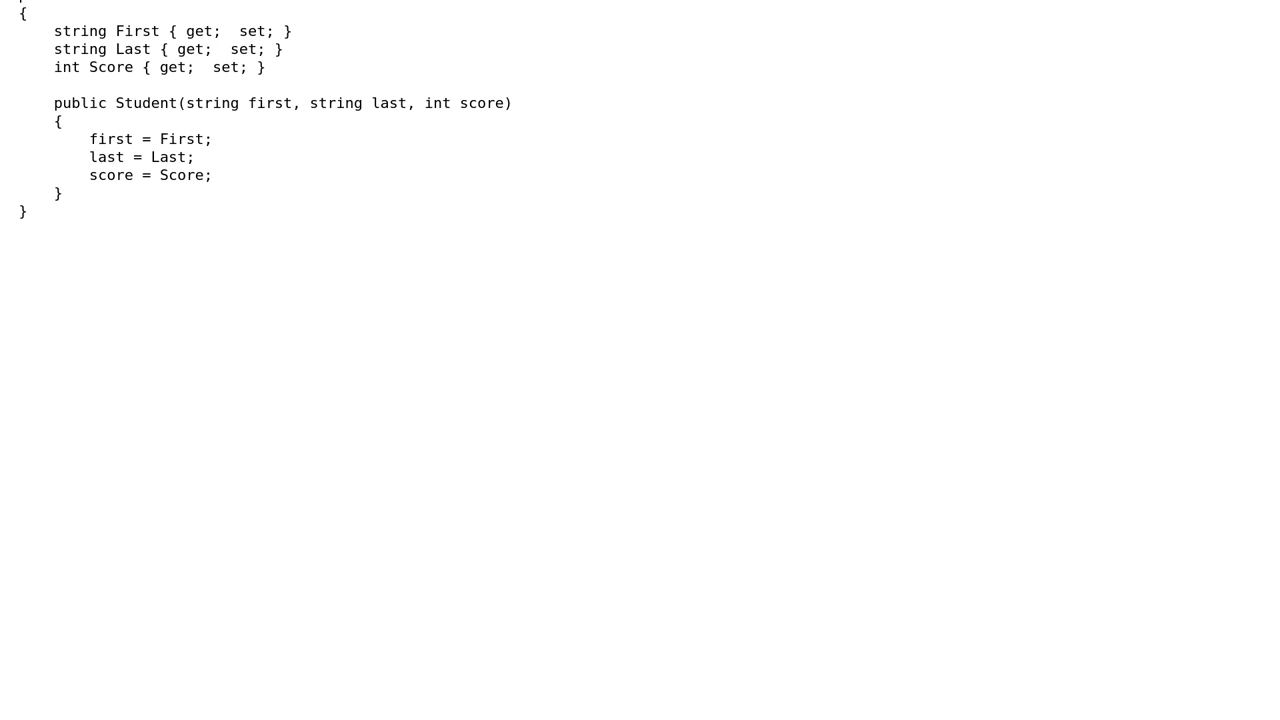 {
    string First { get;  set; }
    string Last { get;  set; }
    int Score { get;  set; }

    public Student(string first, string last, int score)
    {
        first = First;
        last = Last;
        score = Score;
    }
}